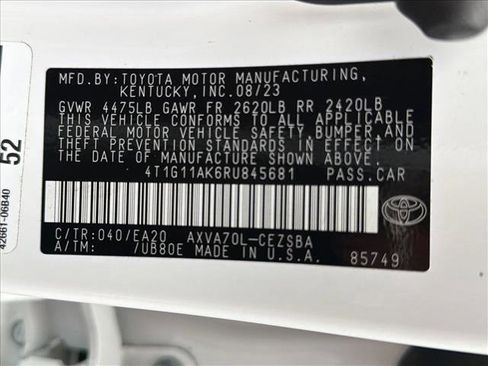 MFD.BY:TOYOTA MOTOR MANUFACTURING,
KENTUCKY,INC.08/23
GVWR 4475LB GAWR FR 2620LB RR 2420LB
THIS VEHICLE CONFORMS TO ALL APPLICABLE
FEDERAL MOTOR VEHICLE SAFETY,BUMPER,AND
THEFT PREVENTION STANDARDS IN EFFECT ON
THE DATE OF MANUFACTURE SHOWN ABOVE.
4T1G11AK6RU845681 PASS.CAR
C/TR:040/EA20 AXVA70L-CEZSBA
A/TM: /UB80E MADE IN U.S.A. 85749
52
42661-06B40